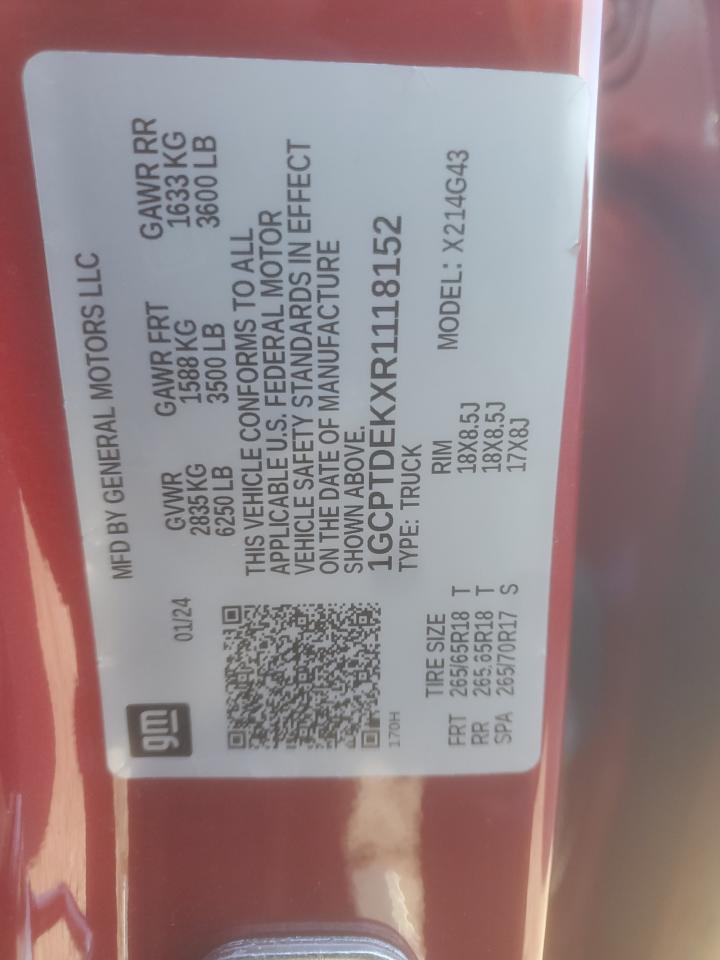 gm
01/24
MFD BY GENERAL MOTORS LLC
GVWR GAWR FRT GAWR RR
2835 KG 1588 KG 1633 KG
6250 LB 3500 LB 3600 LB
THIS VEHICLE CONFORMS TO ALL
APPLICABLE U.S. FEDERAL MOTOR
VEHICLE SAFETY STANDARDS IN EFFECT
ON THE DATE OF MANUFACTURE
SHOWN ABOVE.
1GCPTDEKXR1118152
170H
TYPE: TRUCK
MODEL: X214G43
TIRE SIZE RIM
FRT 265/65R18 T 18X8.5J
RR 265.65R18 T 18X8.5J
SPA 265/70R17 S 17X8J